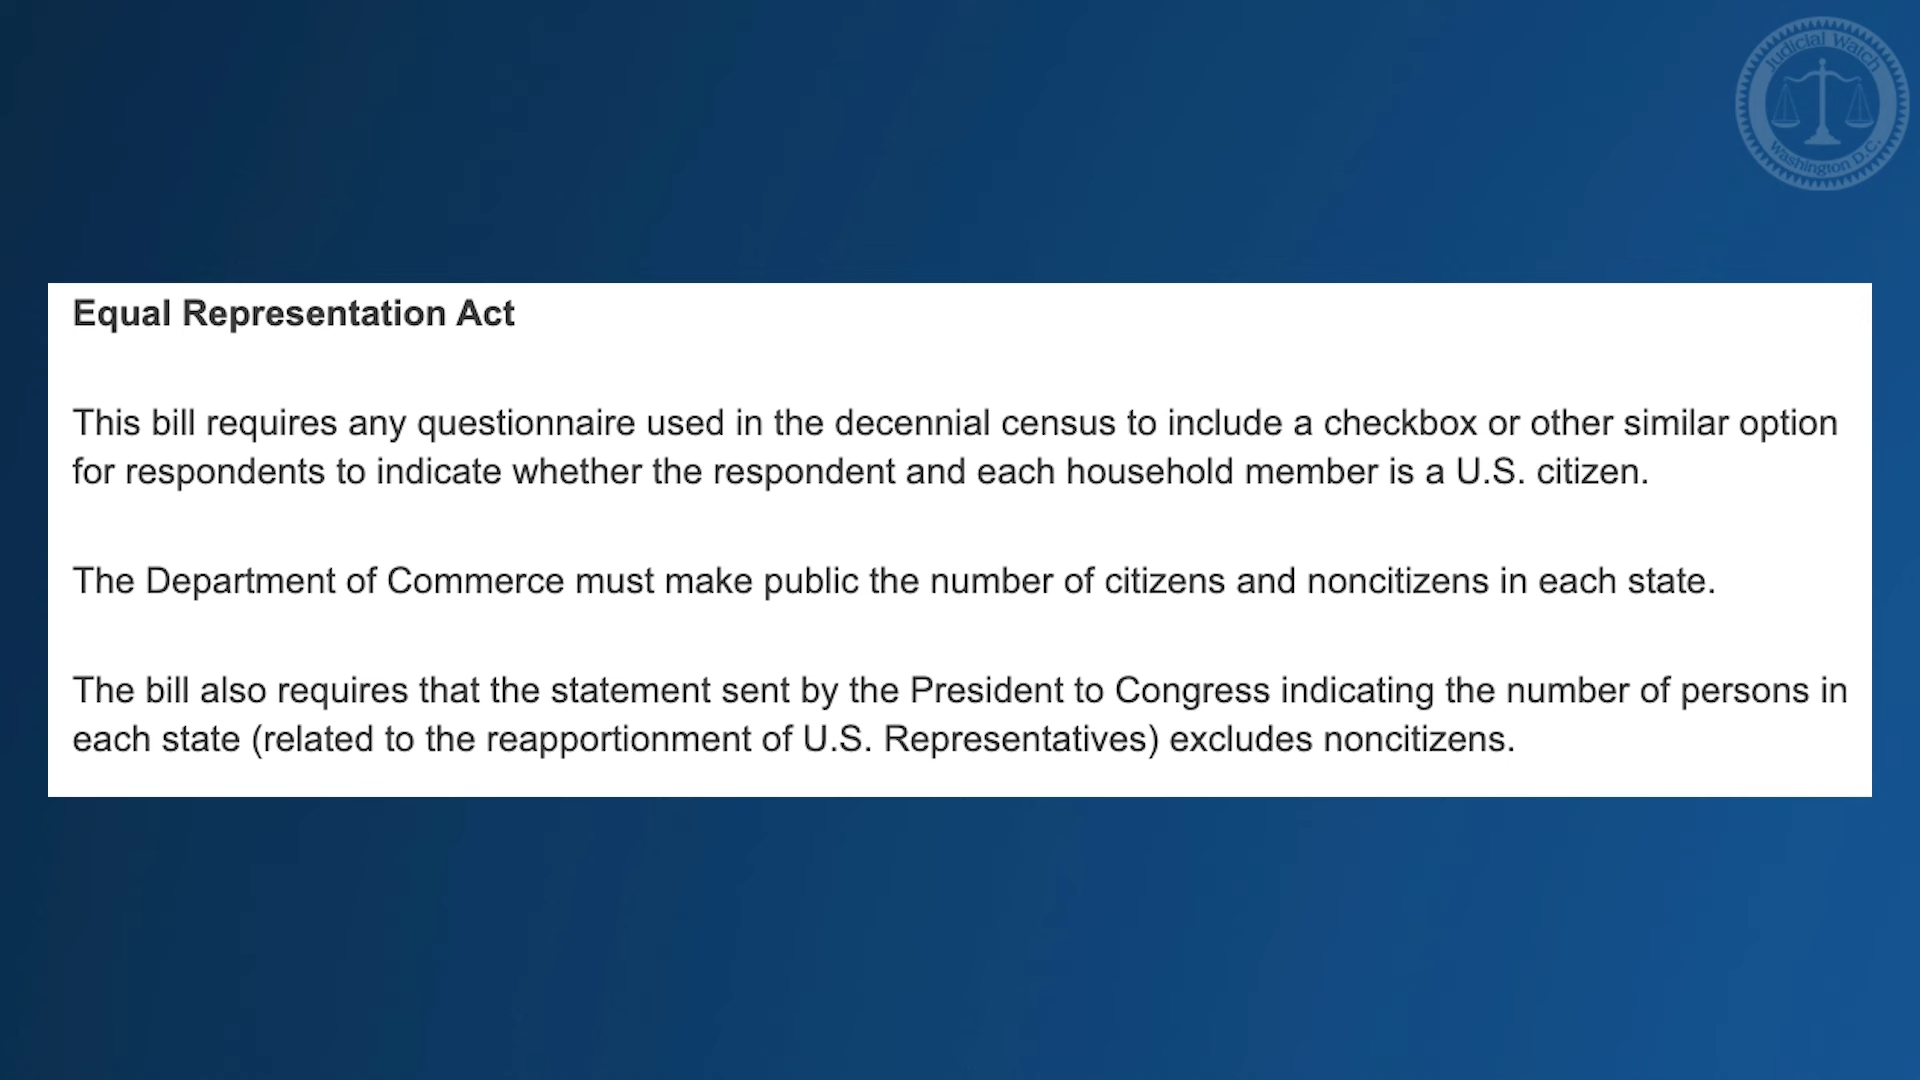 Judicial Watch
Washington D.C.
Equal Representation Act
This bill requires any questionnaire used in the decennial census to include a checkbox or other similar option
for respondents to indicate whether the respondent and each household member is a U.S. citizen.
The Department of Commerce must make public the number of citizens and noncitizens in each state.
The bill also requires that the statement sent by the President to Congress indicating the number of persons in
each state (related to the reapportionment of U.S. Representatives) excludes noncitizens.